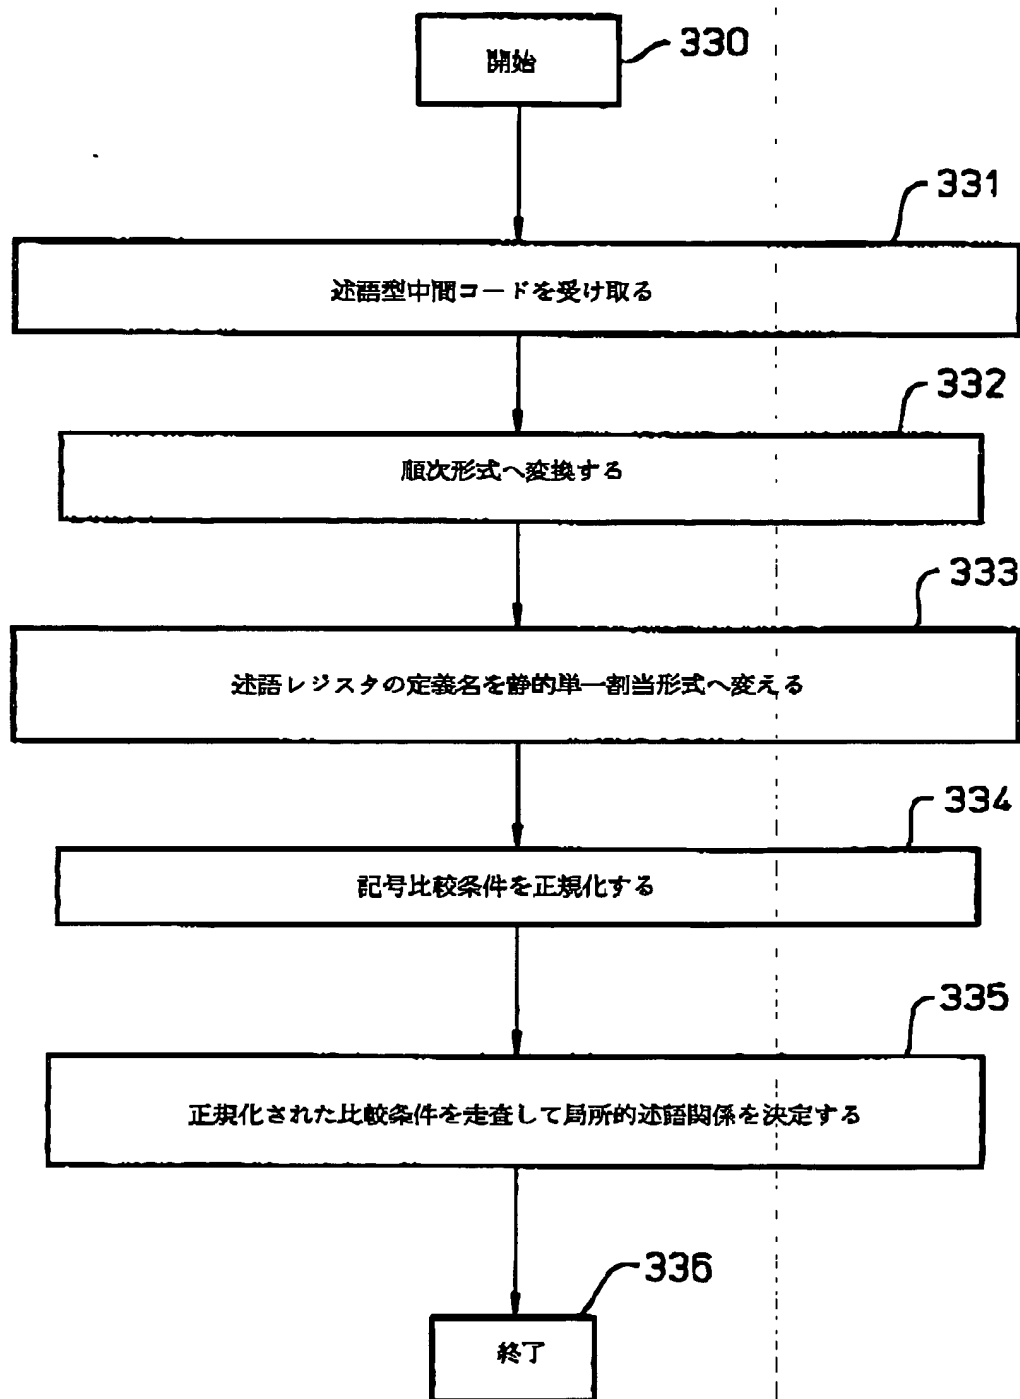 開始
330
331
述語型中間コードを受け取る
332
順次形式へ変換する
333
述語レジスタの定義名を静的単一割当形式へ変える
334
記号比較条件を正規化する
335
正規化された比較条件を走査して局所的述語関係を決定する
336
終了